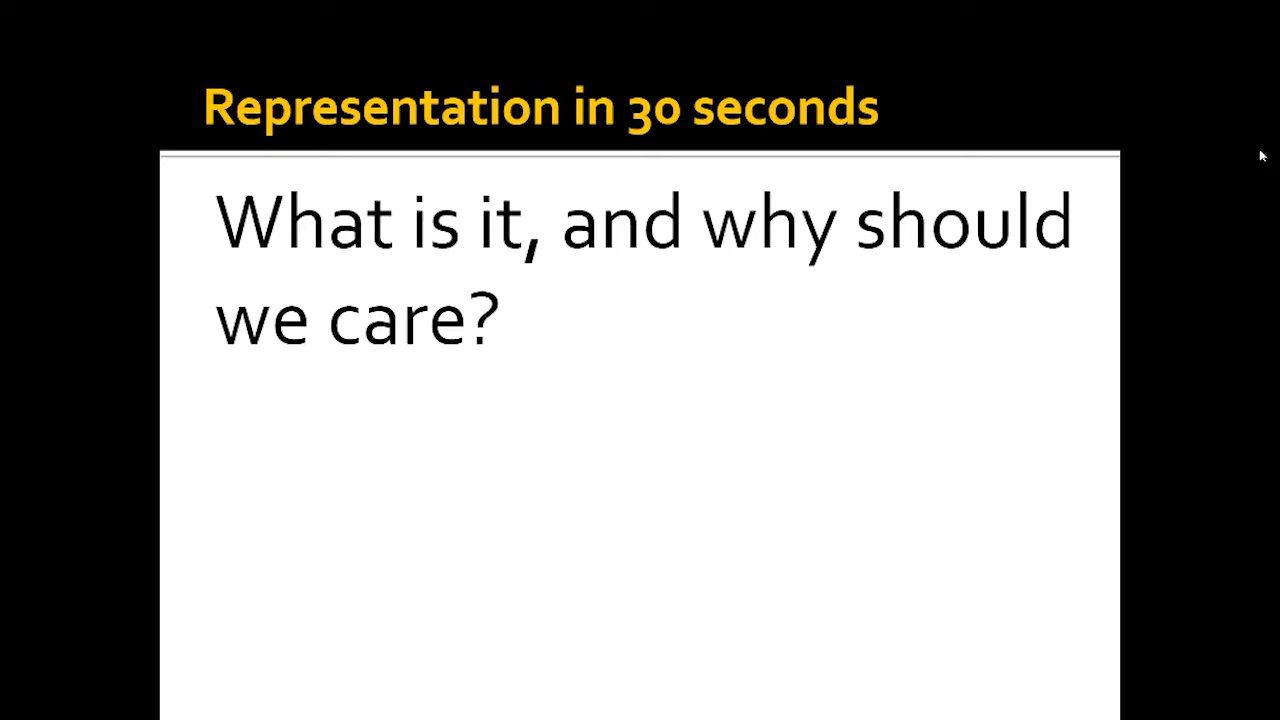 Representation in 30 seconds
What is it, and why should
we care?